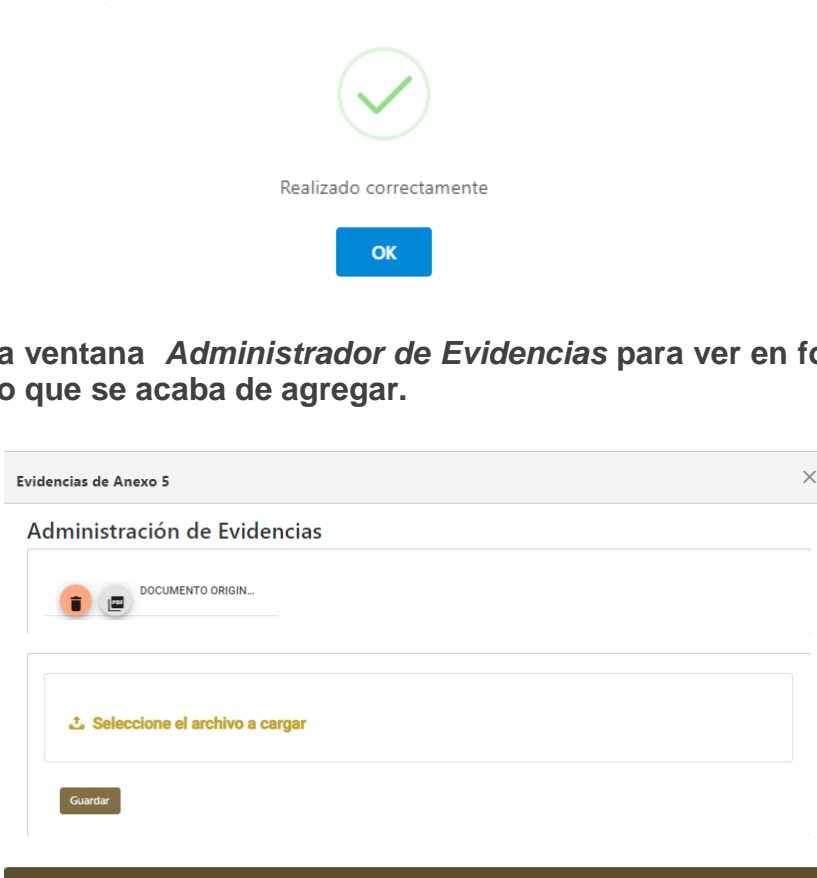 Realizado correctamente
OK
a ventana Administrador de Evidencias para ver en fo
o que se acaba de agregar.
Evidencias de Anexo 5
Administración de Evidencias
PDF
DOCUMENTO ORIGIN...
Seleccione el archivo a cargar
Guardar